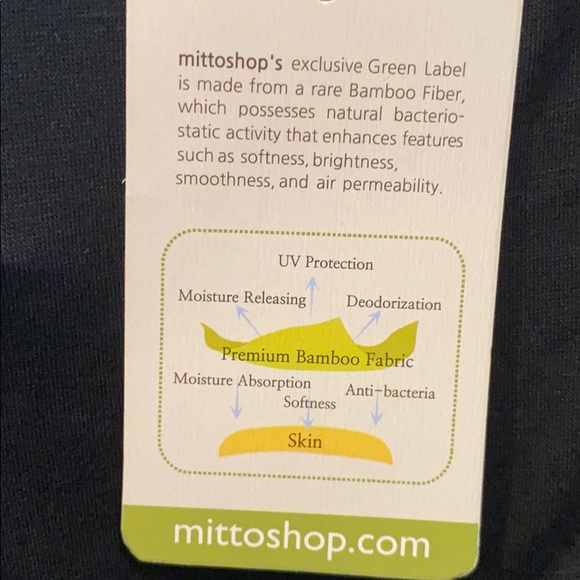 mittoshop's exclusive Green Label
is made from a rare Bamboo Fiber,
which possesses natural bacterio-
static activity that enhances features
such as softness, brightness,
smoothness, and air permeability.
UV Protection
Moisture Releasing
Deodorization
Premium Bamboo Fabric
Moisture Absorption
Anti-bacteria
Softness
Skin
mittoshop.com